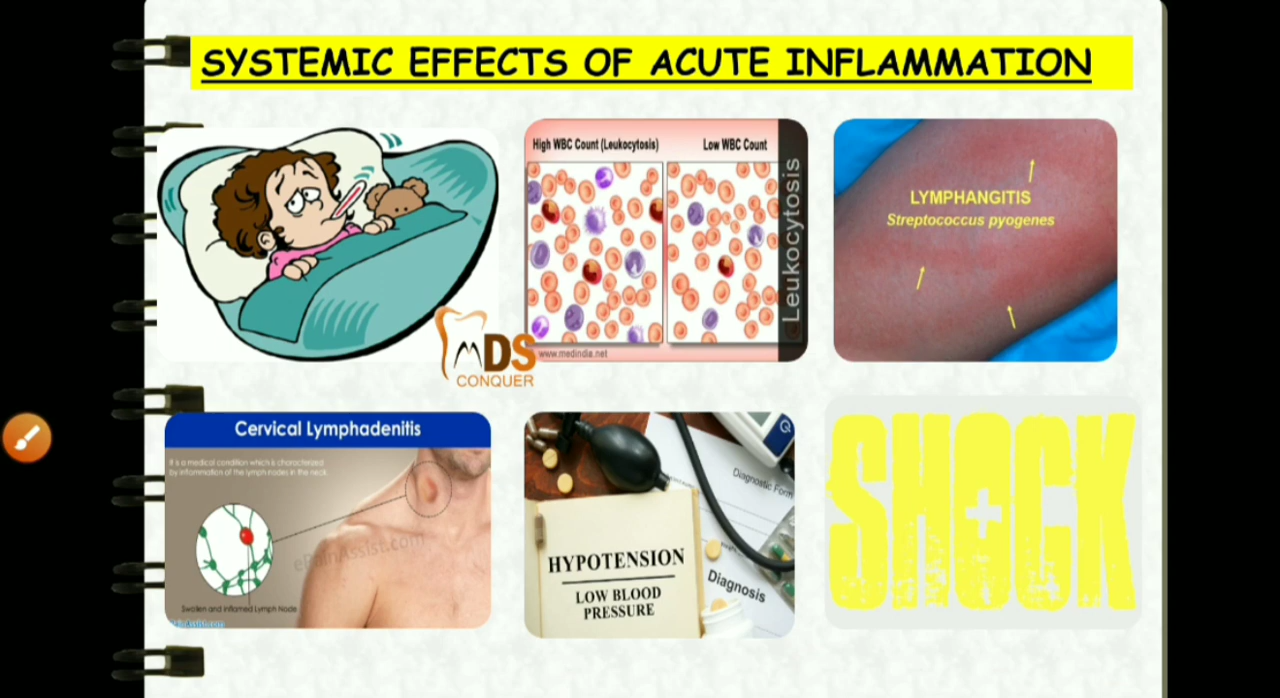 SYSTEMIC EFFECTS OF ACUTE INFLAMMATION
High WBC Count (Leukocytosis)
Low WBC Count
Leukocytosis
www.medindia.net
LYMPHANGITIS
Streptococcus pyogenes
MDS
CONQUER
Cervical Lymphadenitis
It is a medical condition which is characterized
by inflammation of the lymph nodes in the neck.
ePainAssist.com
Swollen and inflamed Lymph Node
HYPOTENSION
LOW BLOOD
PRESSURE
Diagnostic Form
Diagnosis
SHOCK